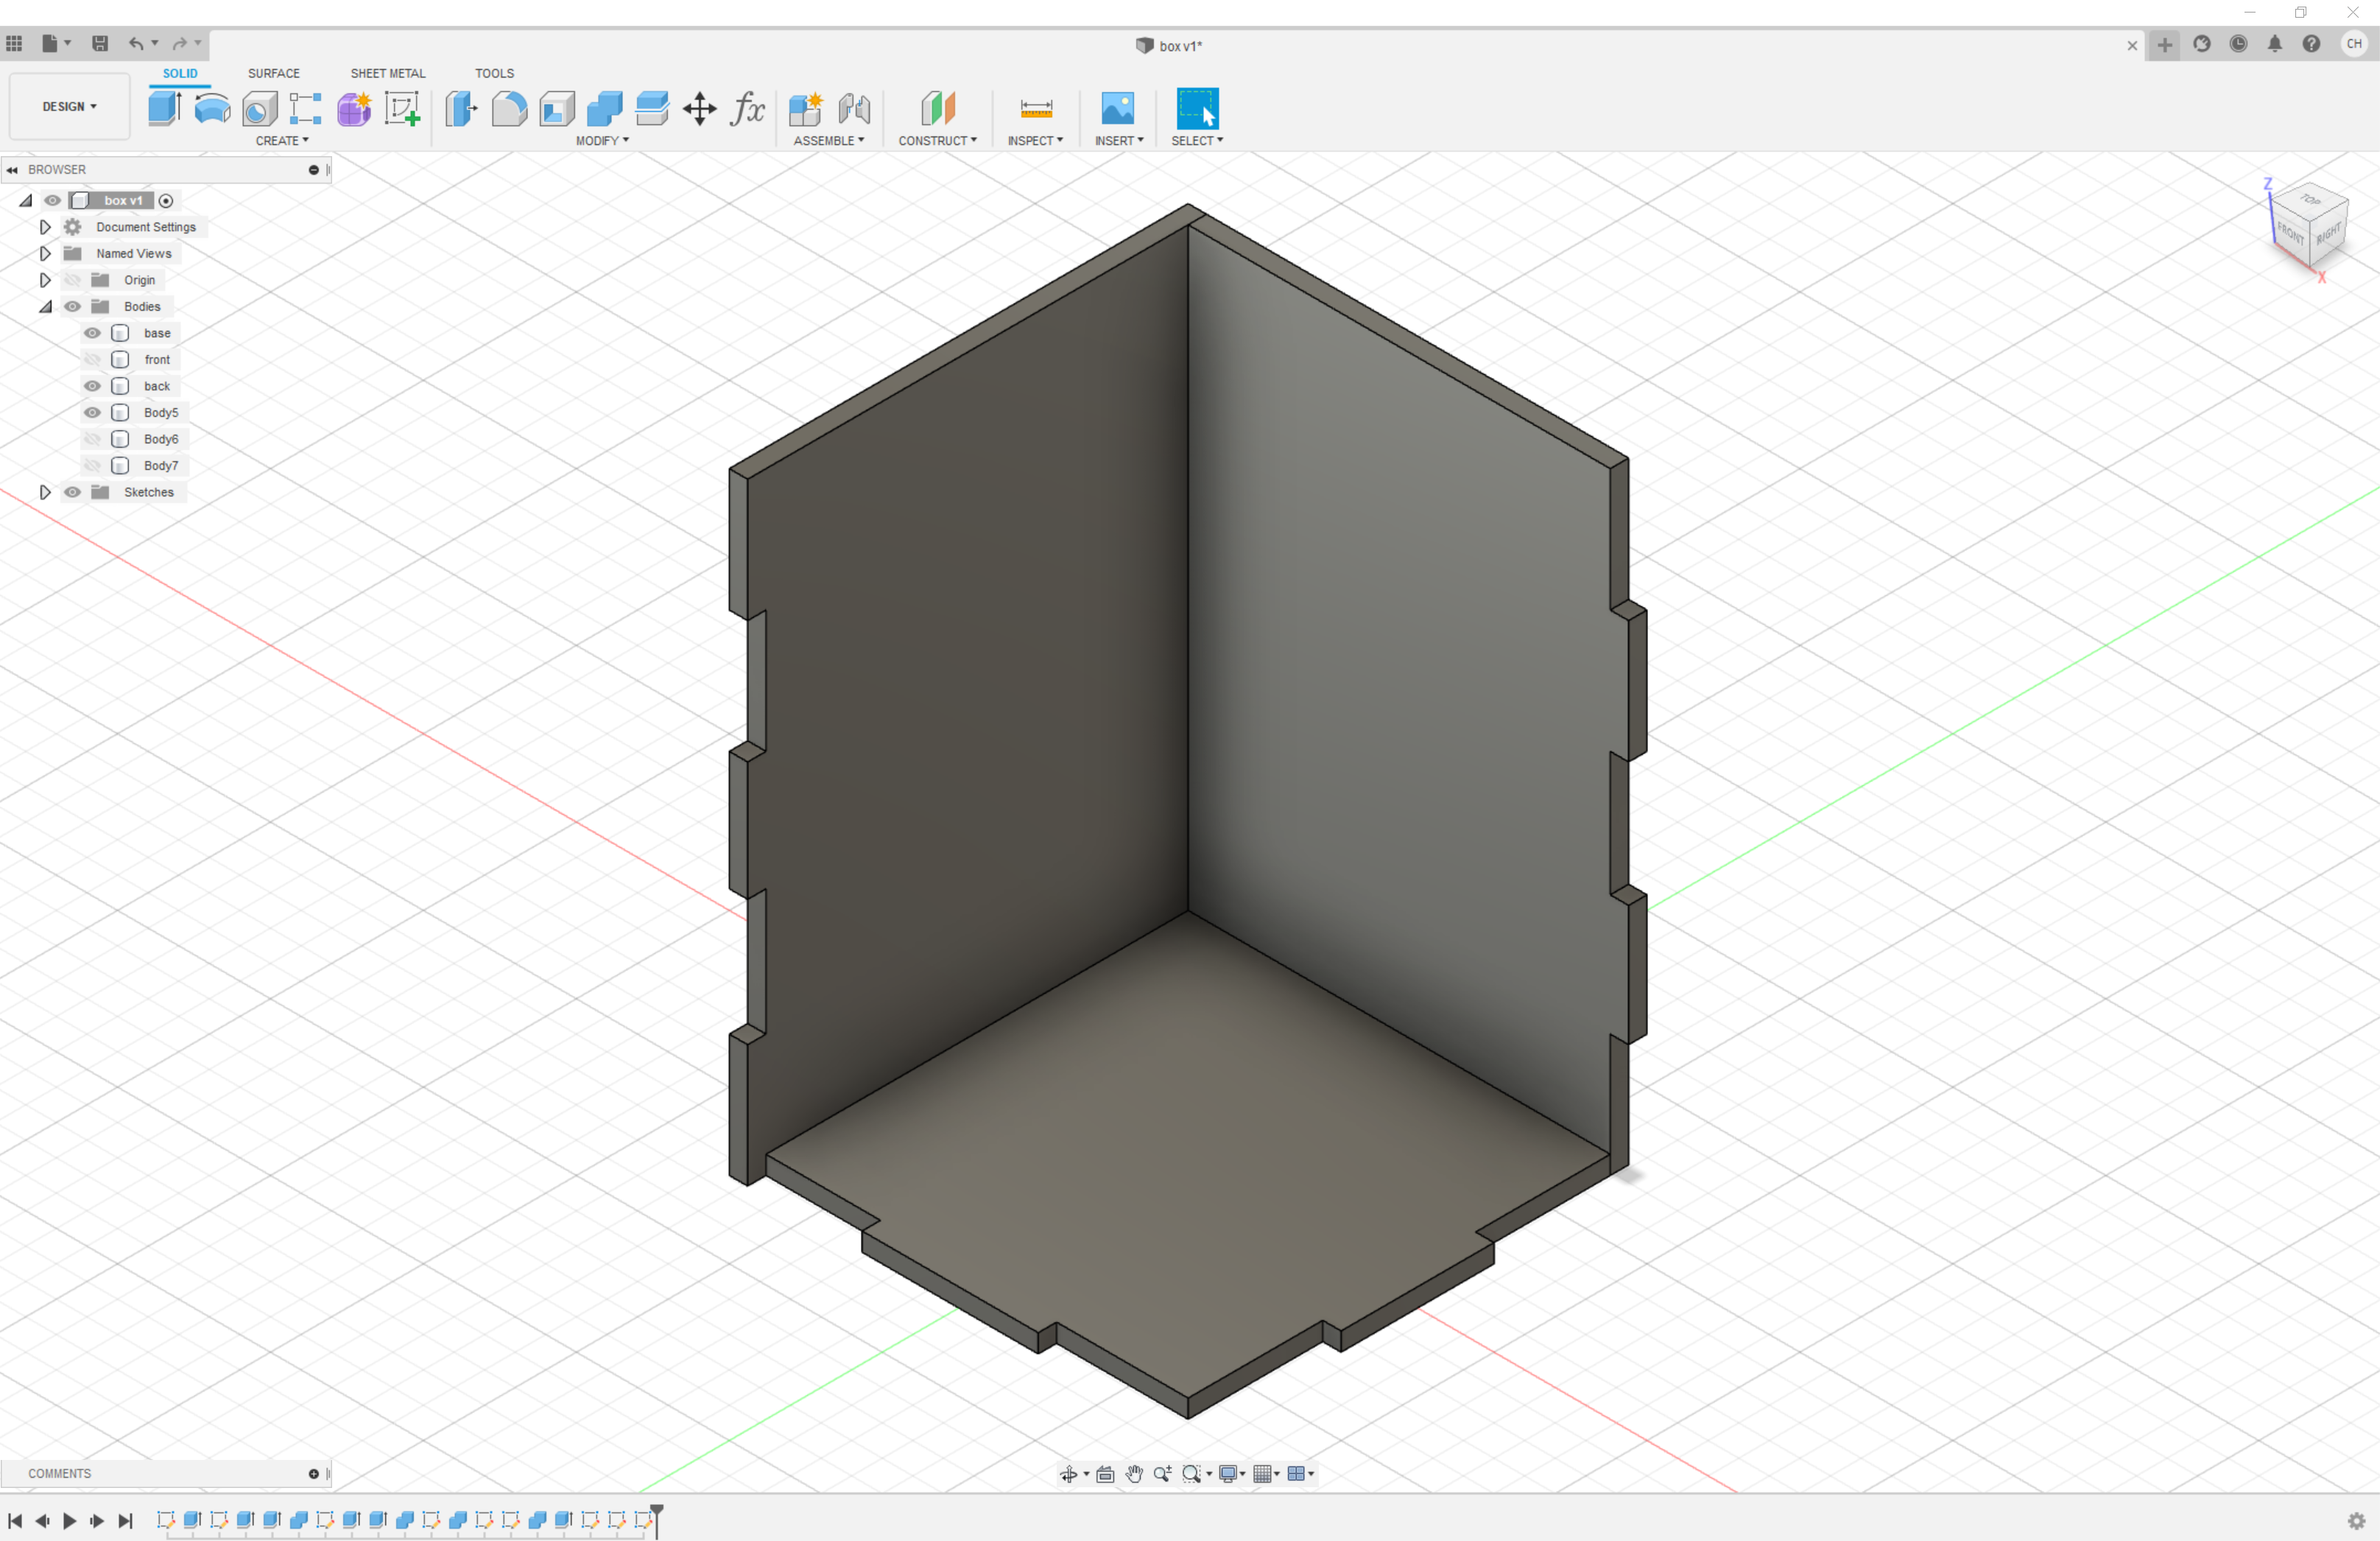 box v1*
CH
DESIGN
SOLID
SURFACE
SHEET METAL
TOOLS
fx
CREATE
MODIFY
ASSEMBLE
CONSTRUCT
INSPECT
INSERT
SELECT
BROWSER
box v1
Document Settings
Named Views
Origin
Bodies
base
front
back
Body5
Body6
Body7
Sketches
Z
TOP
FRONT
RIGHT
X
COMMENTS